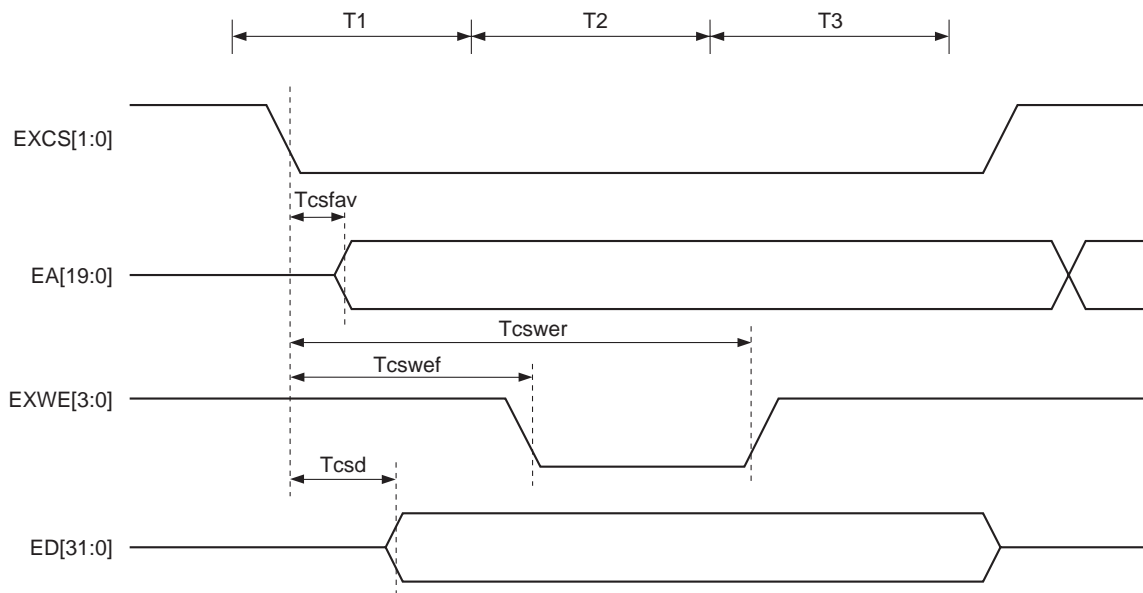 T1 T2 T3
EXCS[1:0]
Tcsfav
EA[19:0]
Tcswer
Tcswef
EXWE[3:0]
Tcsd
ED[31:0]